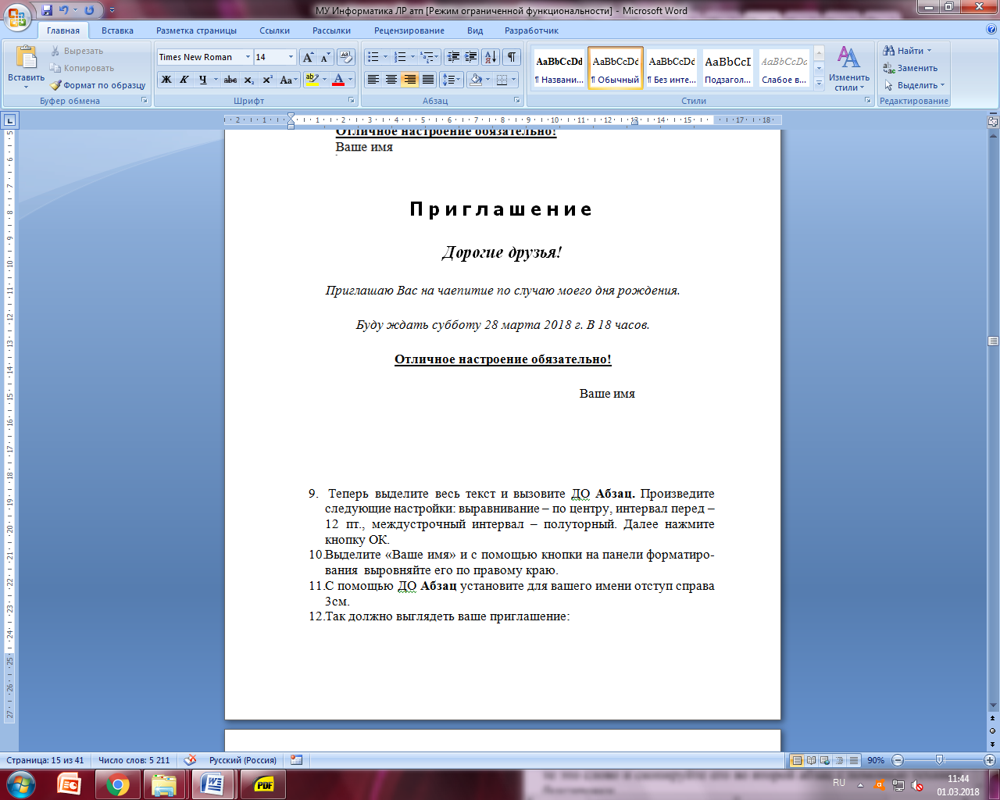 МУ Информатика ЛР атп [Режим ограниченной функциональности] - Microsoft Word
Главная Вставка Разметка страницы Ссылки Рассылки Рецензирование Вид Разработчик
Вставить
Вырезать
Копировать
Формат по образцу
Буфер обмена
Times New Roman 14
Ж К Ч abc x₂ x² Aa
Шрифт
Абзац
AaBbCcDd AaBbCcDd AaBbCcDd AaBbCcD AaBbCcDd
¶ Названи... ¶ Обычный ¶ Без инте... Подзагол... Слабое в...
Изменить стили
Стили
Найти
Заменить
Выделить
Редактирование
2 1 1 2 3 4 5 6 7 8 9 10 11 12 13 14 15 17 18
Отличное настроение обязательно!
Ваше имя
Приглашение
Дорогие друзья!
Приглашаю Вас на чаепитие по случаю моего дня рождения.
Буду ждать субботу 28 марта 2018 г. В 18 часов.
Отличное настроение обязательно!
Ваше имя
9. Теперь выделите весь текст и вызовите ДО Абзац. Произведите
следующие настройки: выравнивание – по центру, интервал перед –
12 пт., междустрочный интервал – полуторный. Далее нажмите
кнопку ОК.
10.Выделите «Ваше имя» и с помощью кнопки на панели форматиро-
вания выровняйте его по правому краю.
11.С помощью ДО Абзац установите для вашего имени отступ справа
3см.
12.Так должно выглядеть ваше приглашение:
Страница: 15 из 41 Число слов: 5 211 Русский (Россия) 90%
PDF
RU
11:44
01.03.2018